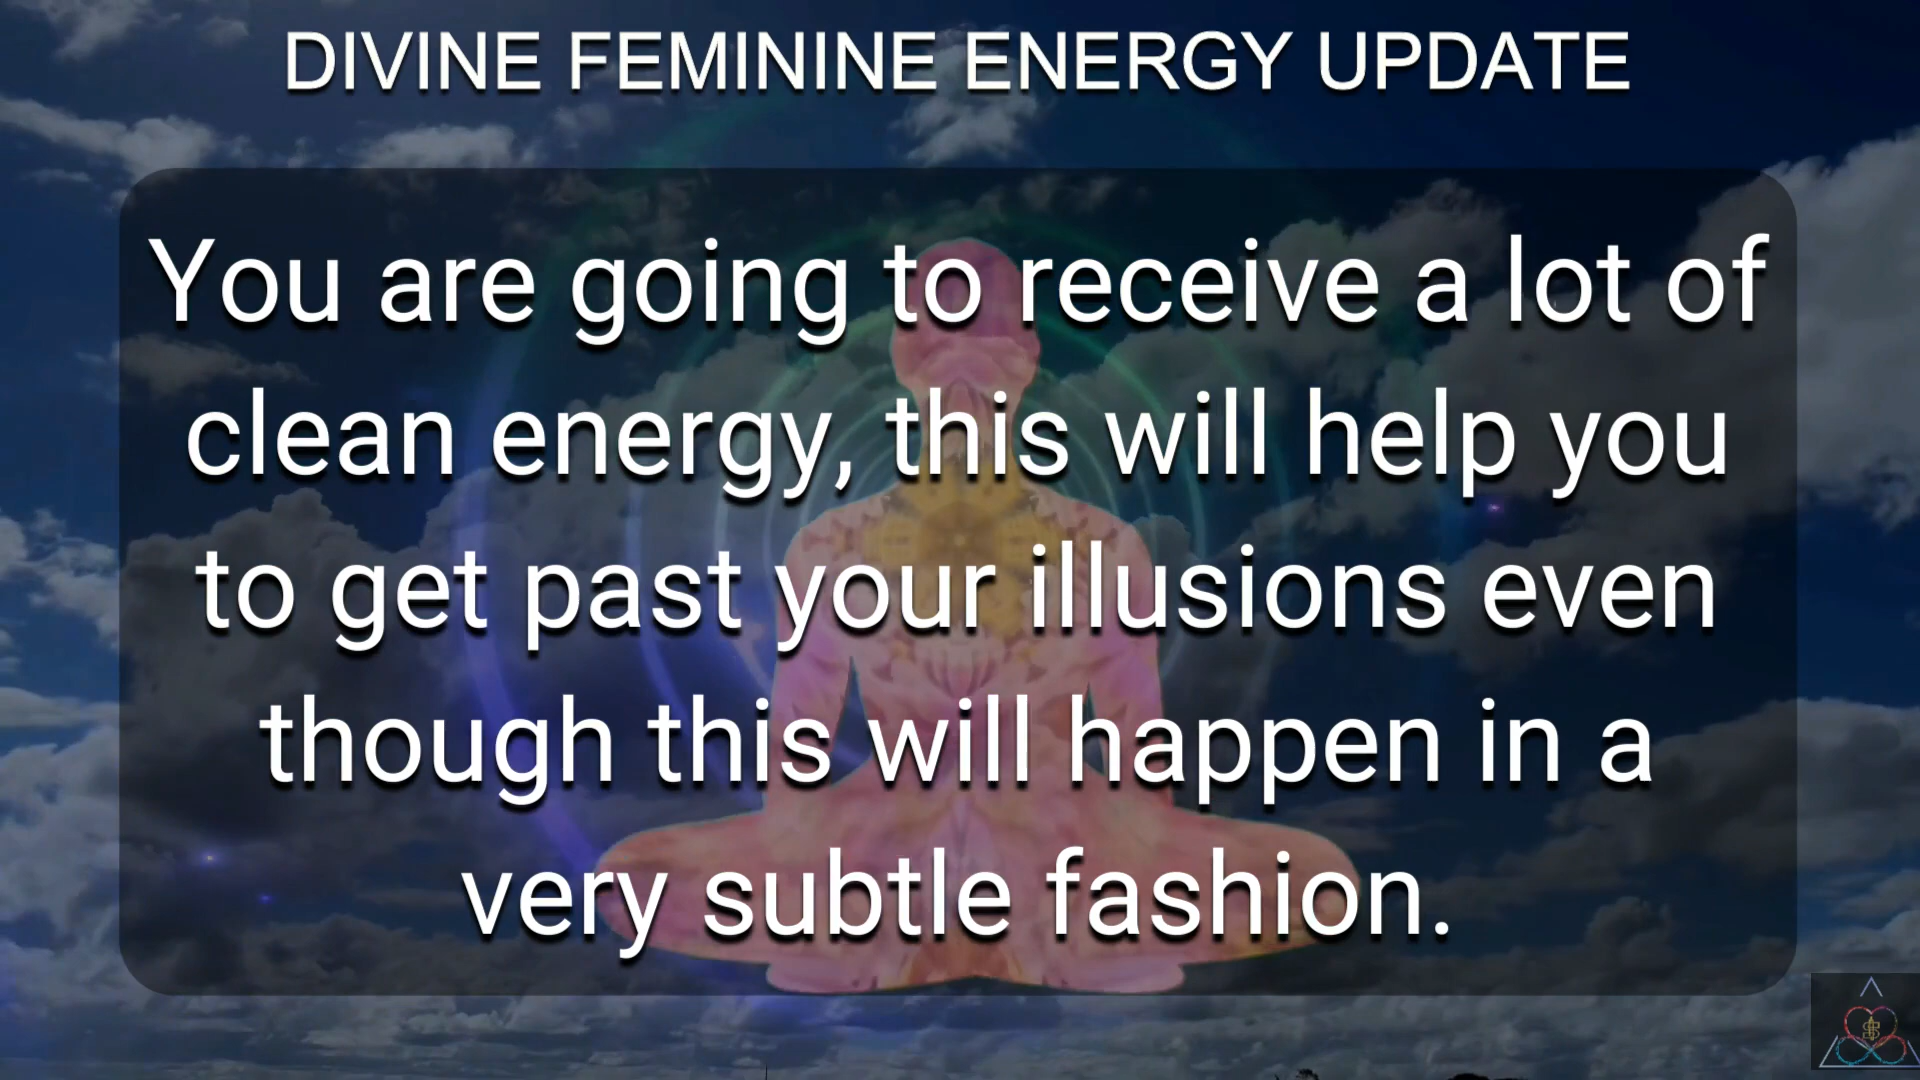 DIVINE FEMININE ENERGY UPDATE
You are going to receive a lot of
clean energy, this will help you
to get past your illusions even
though this will happen in a
very subtle fashion.